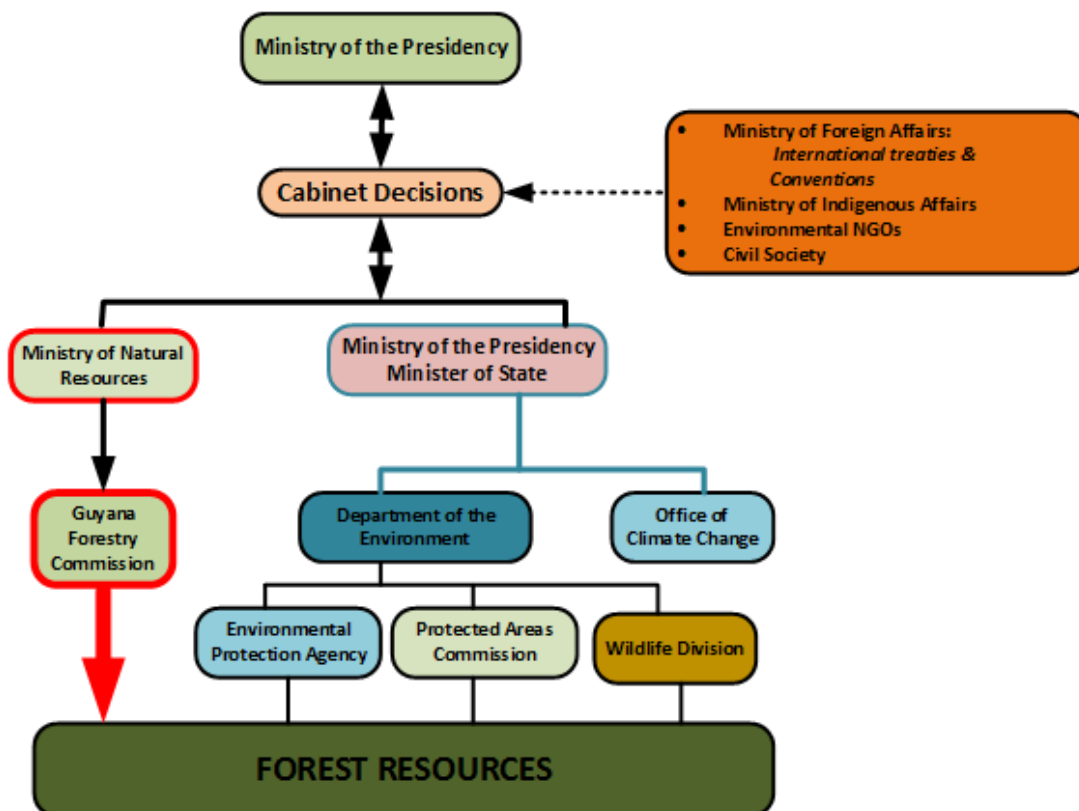 Ministry of the Presidency
• Ministry of Foreign Affairs:
International treaties &
Conventions
• Ministry of Indigenous Affairs
• Environmental NGOs
• Civil Society
Cabinet Decisions
Ministry of Natural
Resources
Ministry of the Presidency
Minister of State
Guyana
Forestry
Commission
Department of the
Environment
Office of
Climate Change
Environmental
Protection Agency
Protected Areas
Commission
Wildlife Division
FOREST RESOURCES